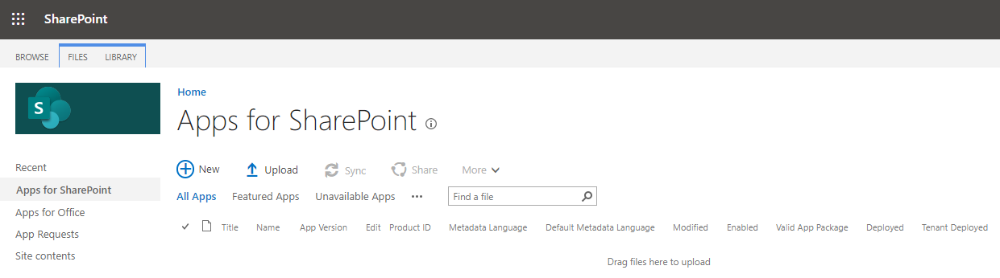 SharePoint
BROWSE FILES LIBRARY
S
Home
Apps for SharePoint
Recent
Apps for SharePoint
Apps for Office
App Requests
Site contents
New Upload Sync Share More
All Apps Featured Apps Unavailable Apps ••• Find a file
Title Name App Version Edit Product ID Metadata Language Default Metadata Language Modified Enabled Valid App Package Deployed Tenant Deployed
Drag files here to upload